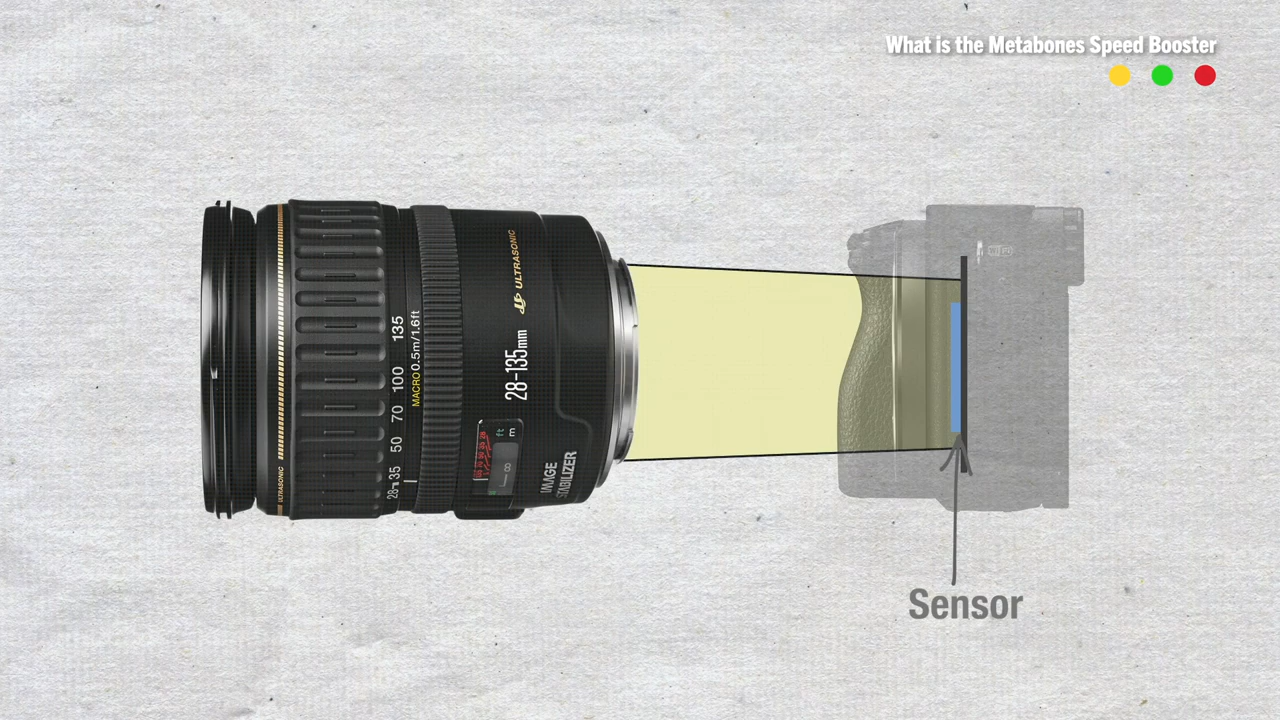 What is the Metabones Speed Booster
ULTRASONIC
28-135mm
135
100
70
50
35
28
MACRO 0.5m/1.6ft
ft m
∞
IMAGE
STABILIZER
ULTRASONIC
Sensor